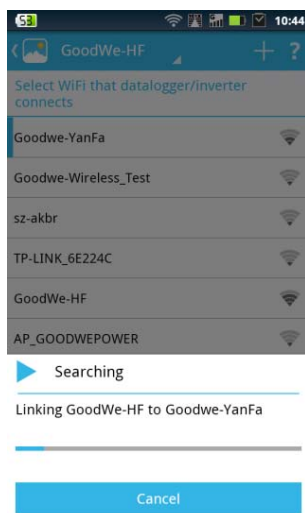 53
10:44
GoodWe-HF
+ ?
Select WiFi that datalogger/inverter
connects
Goodwe-YanFa
Goodwe-Wireless_Test
sz-akbr
TP-LINK_6E224C
GoodWe-HF
AP_GOODWEPOWER
Searching
Linking GoodWe-HF to Goodwe-YanFa
Cancel